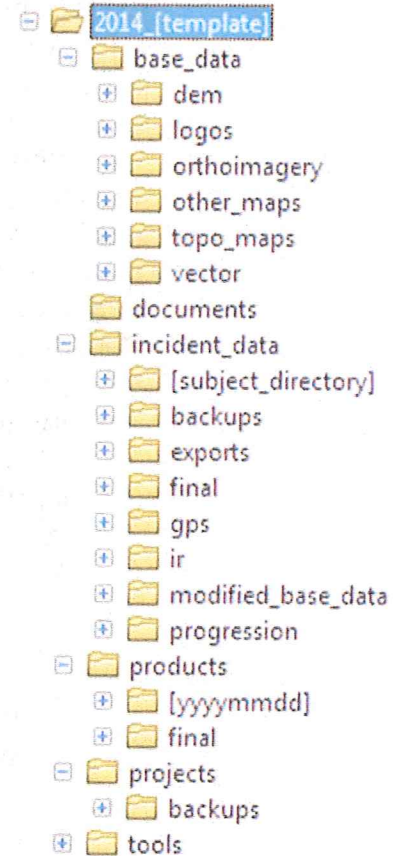 2014_[template]
base_data
dem
logos
orthoimagery
other_maps
topo_maps
vector
documents
incident_data
[subject_directory]
backups
exports
final
gps
ir
modified_base_data
progression
products
[yyyymmdd]
final
projects
backups
tools